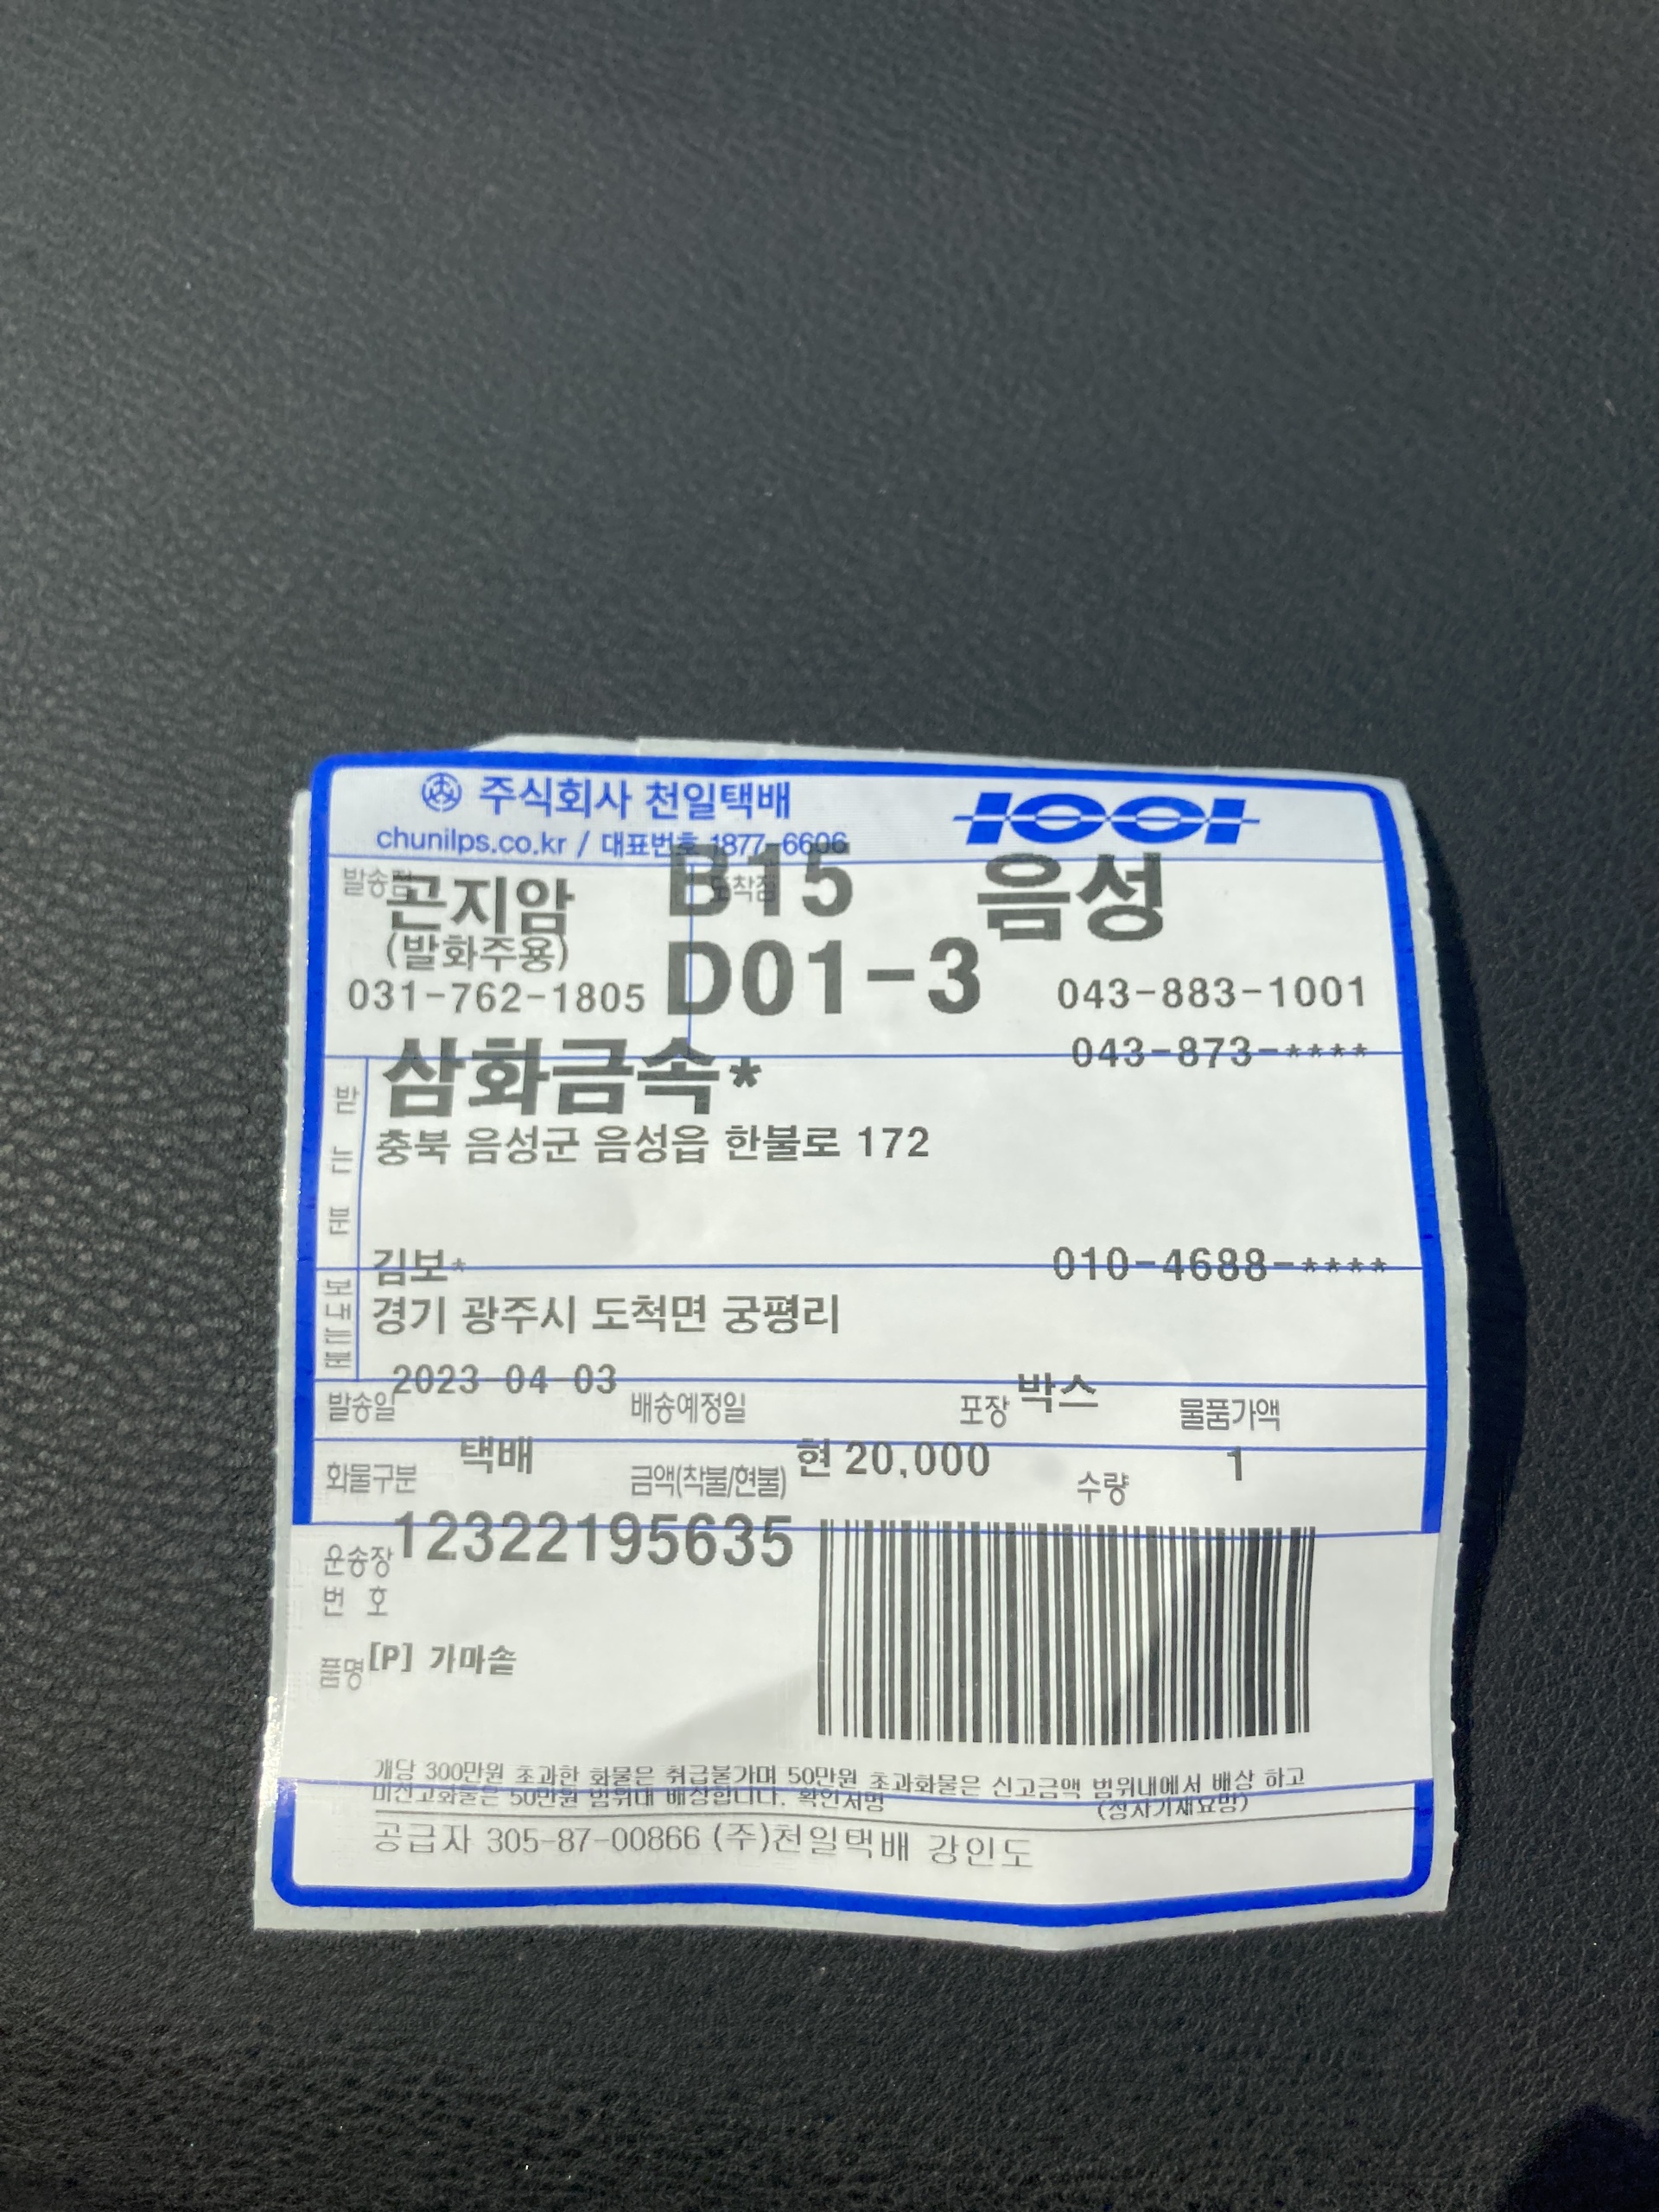 주식회사 천일택배
1001
chunilps.co.kr / 대표번호 1877-6606
발송점 곤지암 B15 도착점 음성
(발화주용)
031-762-1805 D01-3 043-883-1001
받는분 삼화금속* 043-873-****
충북 음성군 음성읍 한불로 172
보내는분 김보* 010-4688-****
경기 광주시 도척면 궁평리
발송일 2023-04-03 배송예정일 포장 박스 물품가액
화물구분 택배 금액(착불/현불) 현 20,000 수량 1
운송장번호 12322195635
품명 [P] 가마솥
개당 300만원 초과한 화물은 취급불가며 50만원 초과화물은 신고금액 범위내에서 배상 하고
미신고화물은 50만원 범위내 배상합니다. 확인서명 (정자기재요망)
공급자 305-87-00866 (주)천일택배 강인도